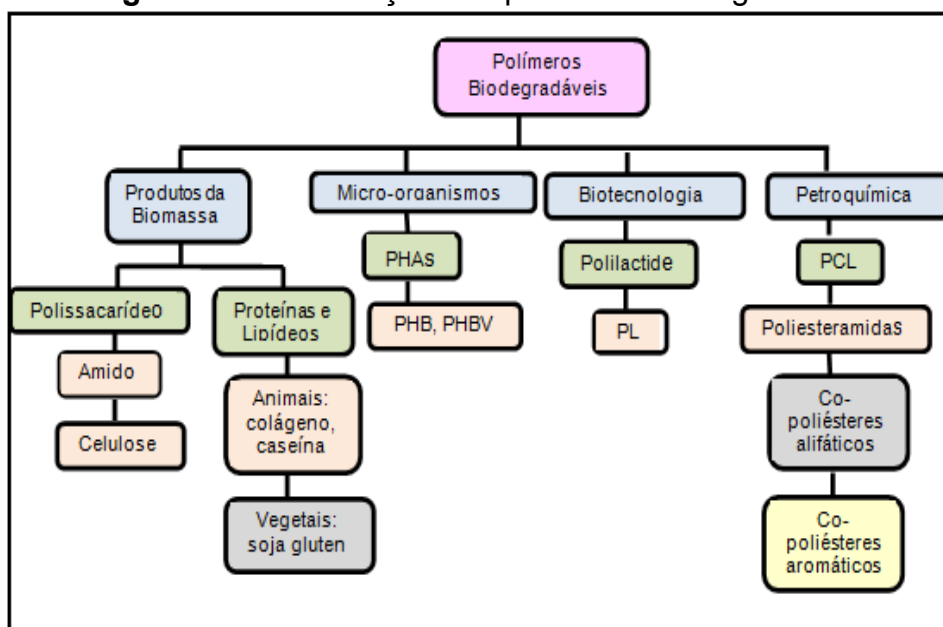 Polímeros
Biodegradáveis
Produtos da
Biomassa
Micro-organismos
Biotecnologia
Petroquímica
PHAs
Polilactide
PCL
Polissacarídeo
Proteínas e
Lipídeos
PHB, PHBV
PL
Poliesteramidas
Amido
Celulose
Animais:
colágeno,
caseína
Co-
poliésteres
alifáticos
Vegetais:
soja gluten
Co-
poliésteres
aromáticos